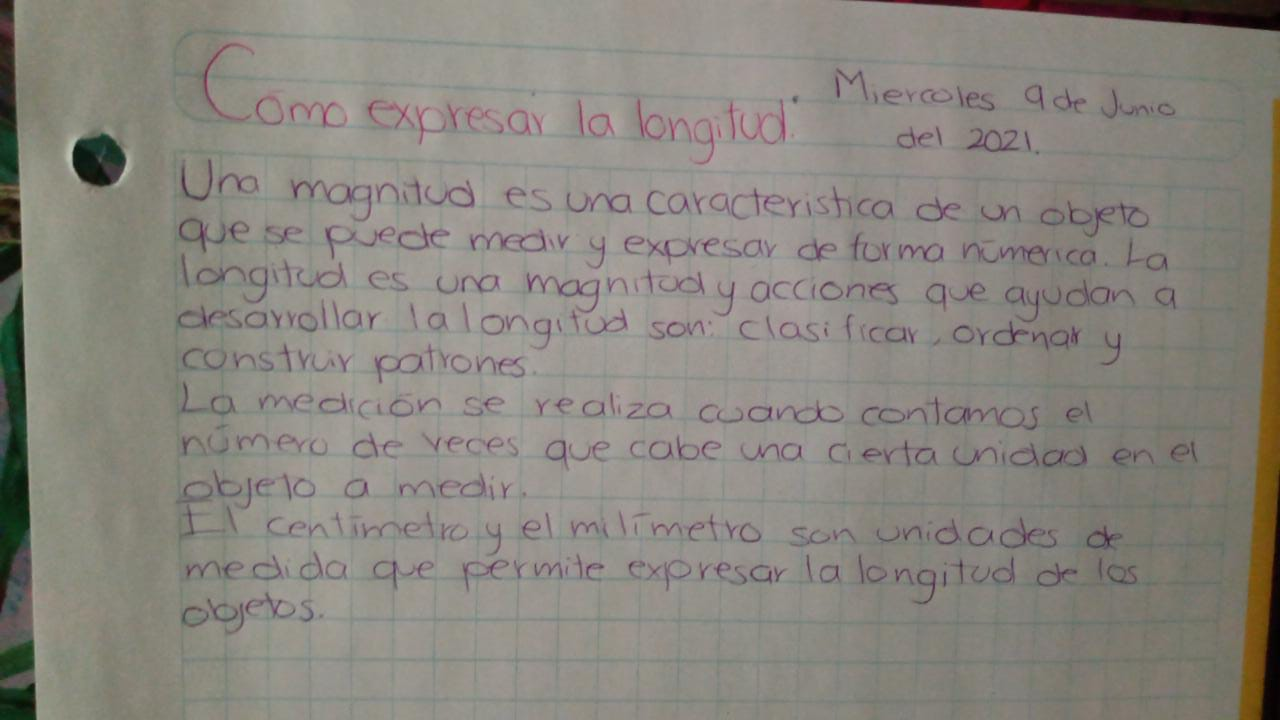 Como expresar la longitud.
Miercoles 9 de Junio
del 2021.
Una magnitud es una caracteristica de un objeto
que se puede medir y expresar de forma númerica. La
longitud es una magnitud y acciones que ayudan a
desarrollar la longitud son: clasificar, ordenar y
construir patrones.
La medición se realiza cuando contamos el
número de veces que cabe una cierta unidad en el
objeto a medir.
El centímetro y el milímetro son unidades de
medida que permite expresar la longitud de los
objetos.